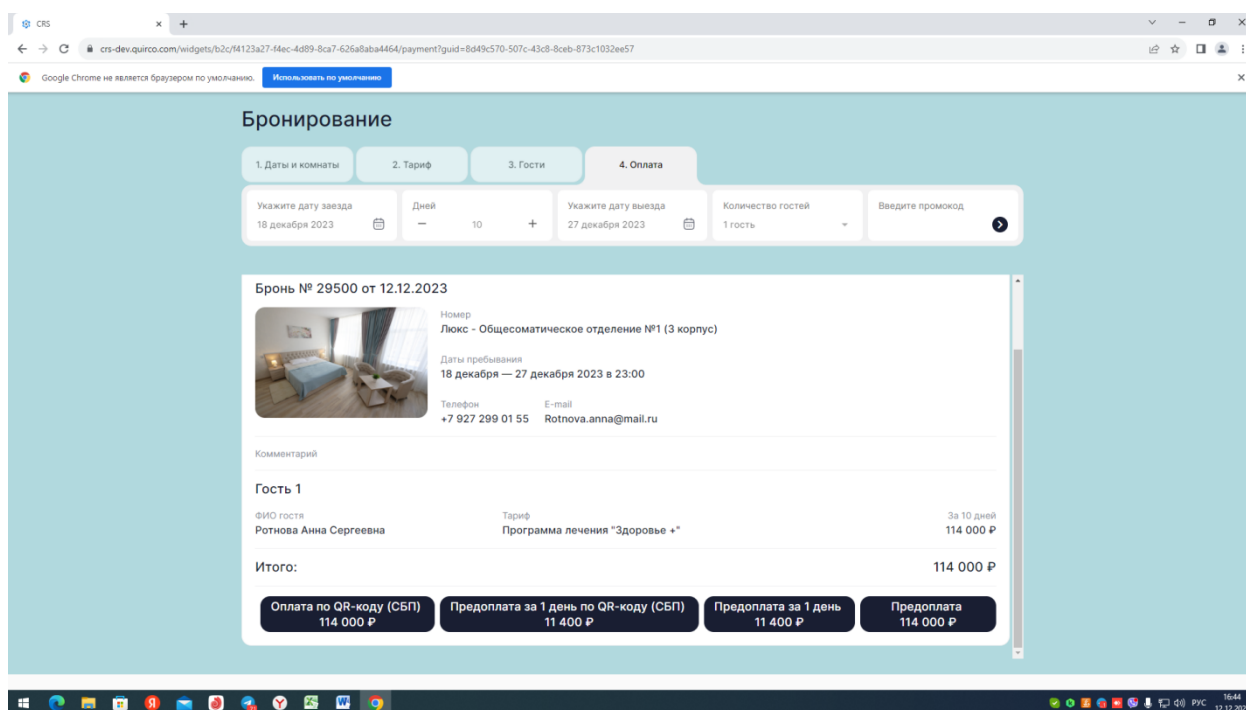 CRS
crs-dev.quirco.com/widgets/b2c/f4123a27-f4ec-4d89-8ca7-626a8aba4464/payment?guid=8d49c570-507c-43c8-8ceb-873c1032ee57
Google Chrome не является браузером по умолчанию. Использовать по умолчанию
Бронирование
1. Даты и комнаты 2. Тариф 3. Гости 4. Оплата
Укажите дату заезда Дней Укажите дату выезда Количество гостей Введите промокод
18 декабря 2023 − 10 + 27 декабря 2023 1 гость
Бронь № 29500 от 12.12.2023
Номер
Люкс - Общесоматическое отделение №1 (3 корпус)
Даты пребывания
18 декабря — 27 декабря 2023 в 23:00
Телефон E-mail
+7 927 299 01 55 Rotnova.anna@mail.ru
Комментарий
Гость 1
ФИО гостя Тариф За 10 дней
Ротнова Анна Сергеевна Программа лечения "Здоровье +" 114 000 ₽
Итого: 114 000 ₽
Оплата по QR-коду (СБП) Предоплата за 1 день по QR-коду (СБП) Предоплата за 1 день Предоплата
114 000 ₽ 11 400 ₽ 11 400 ₽ 114 000 ₽
РУС 16:44